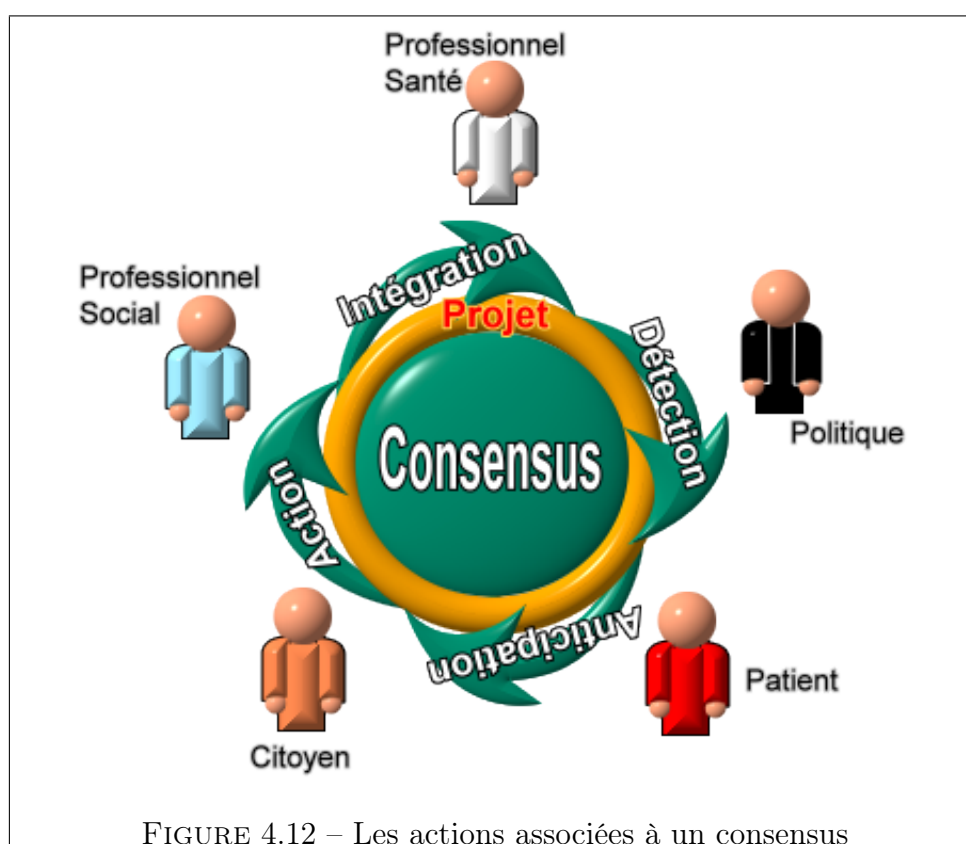 Professionnel
Santé
Professionnel
Social
Intégration
Projet
Détection
Politique
Consensus
Action
Anticipation
Patient
Citoyen
FIGURE 4.12 – Les actions associées à un consensus